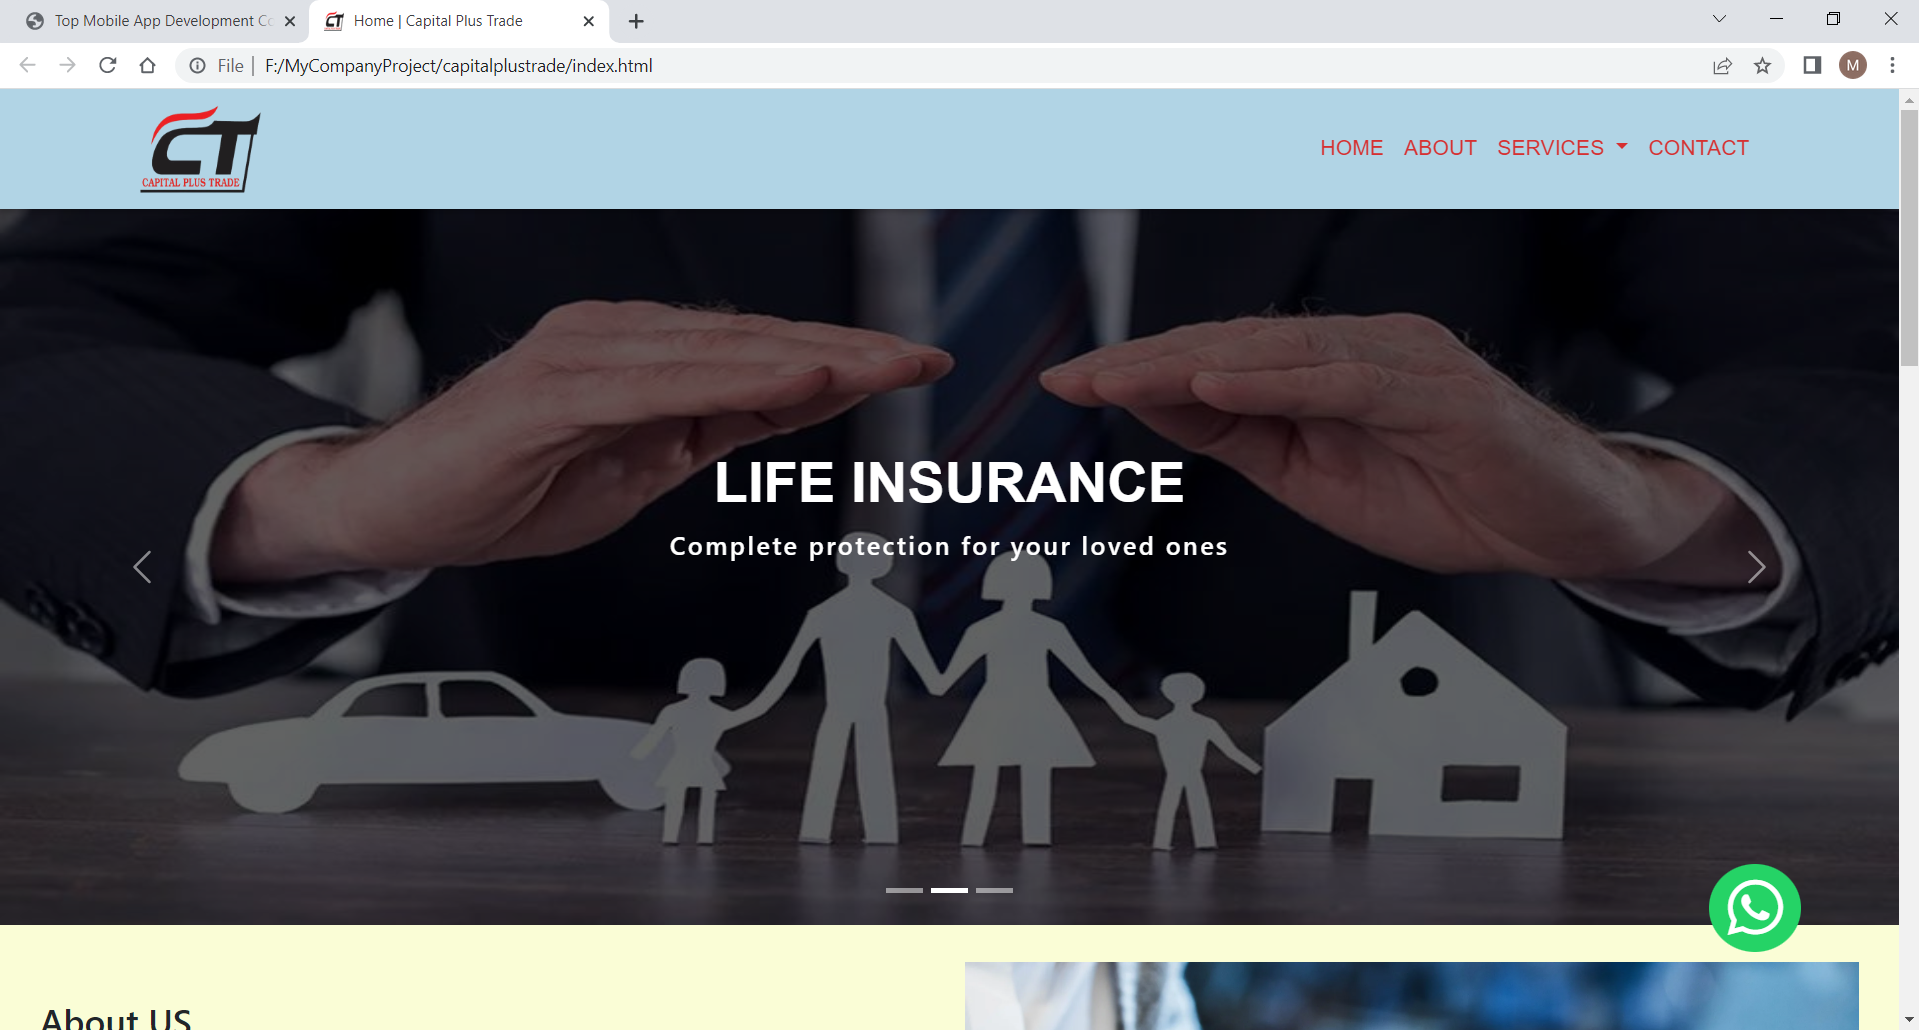 Top Mobile App Development Co
Home | Capital Plus Trade
File | F:/MyCompanyProject/capitalplustrade/index.html
M
CT
CAPITAL PLUS TRADE
HOME ABOUT SERVICES CONTACT
LIFE INSURANCE
Complete protection for your loved ones
About US